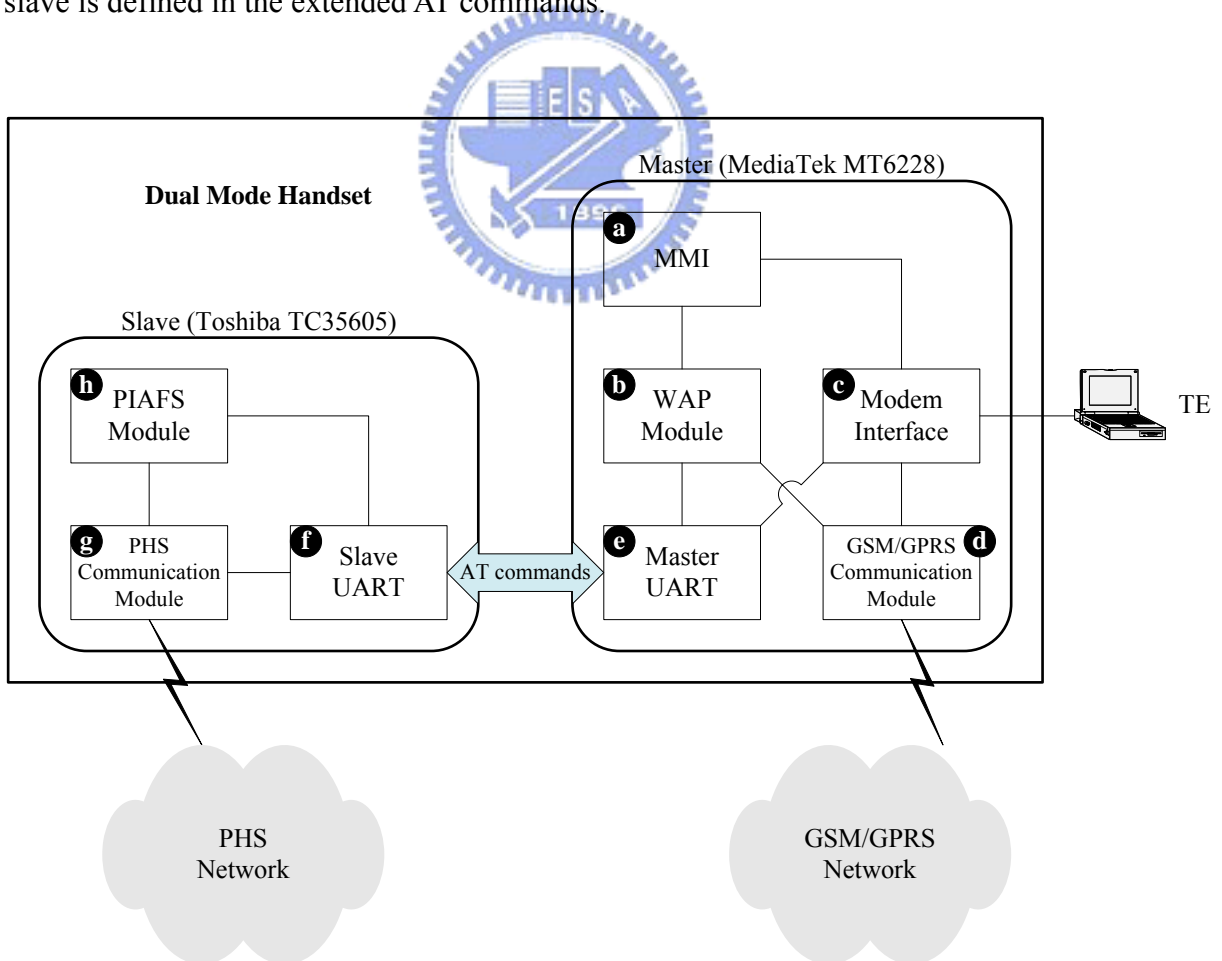 slave is defined in the extended AT commands.
ESA
1896
Dual Mode Handset
Master (MediaTek MT6228)
a
MMI
Slave (Toshiba TC35605)
h
PIAFS
Module
b
WAP
Module
c
Modem
Interface
TE
g
PHS
Communication
Module
f
Slave
UART
AT commands
e
Master
UART
GSM/GPRS
Communication
Module
d
PHS
Network
GSM/GPRS
Network